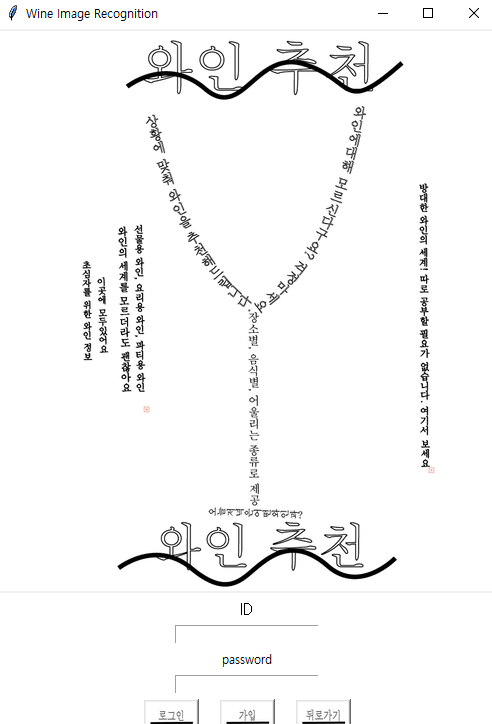 Wine Image Recognition
와인 추천
상황에 맞춰 와인을 추천해드립니다.
와인에대해 모르신다구요? 걱정마세요
방대한 와인의 세계! 따로 공부할 필요가 없습니다. 여기서 보세요
선물용 와인, 요리용 와인, 파티용 와인
와인의 세계를 모르더라도 괜찮아요
이곳에 모두있어요
초심자를 위한 와인 정보
장소별, 음식별, 어울리는 종류로 제공
와인 추천
ID
password
로그인
가입
뒤로가기